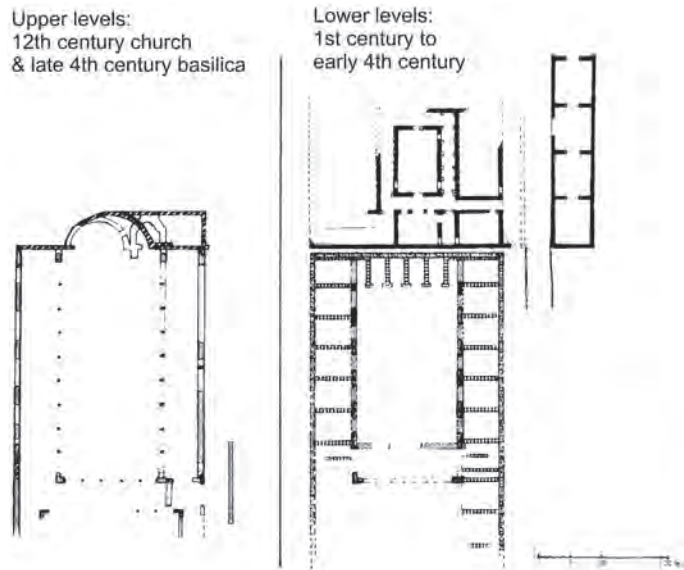 Upper levels:
12th century church
& late 4th century basilica
Lower levels:
1st century to
early 4th century